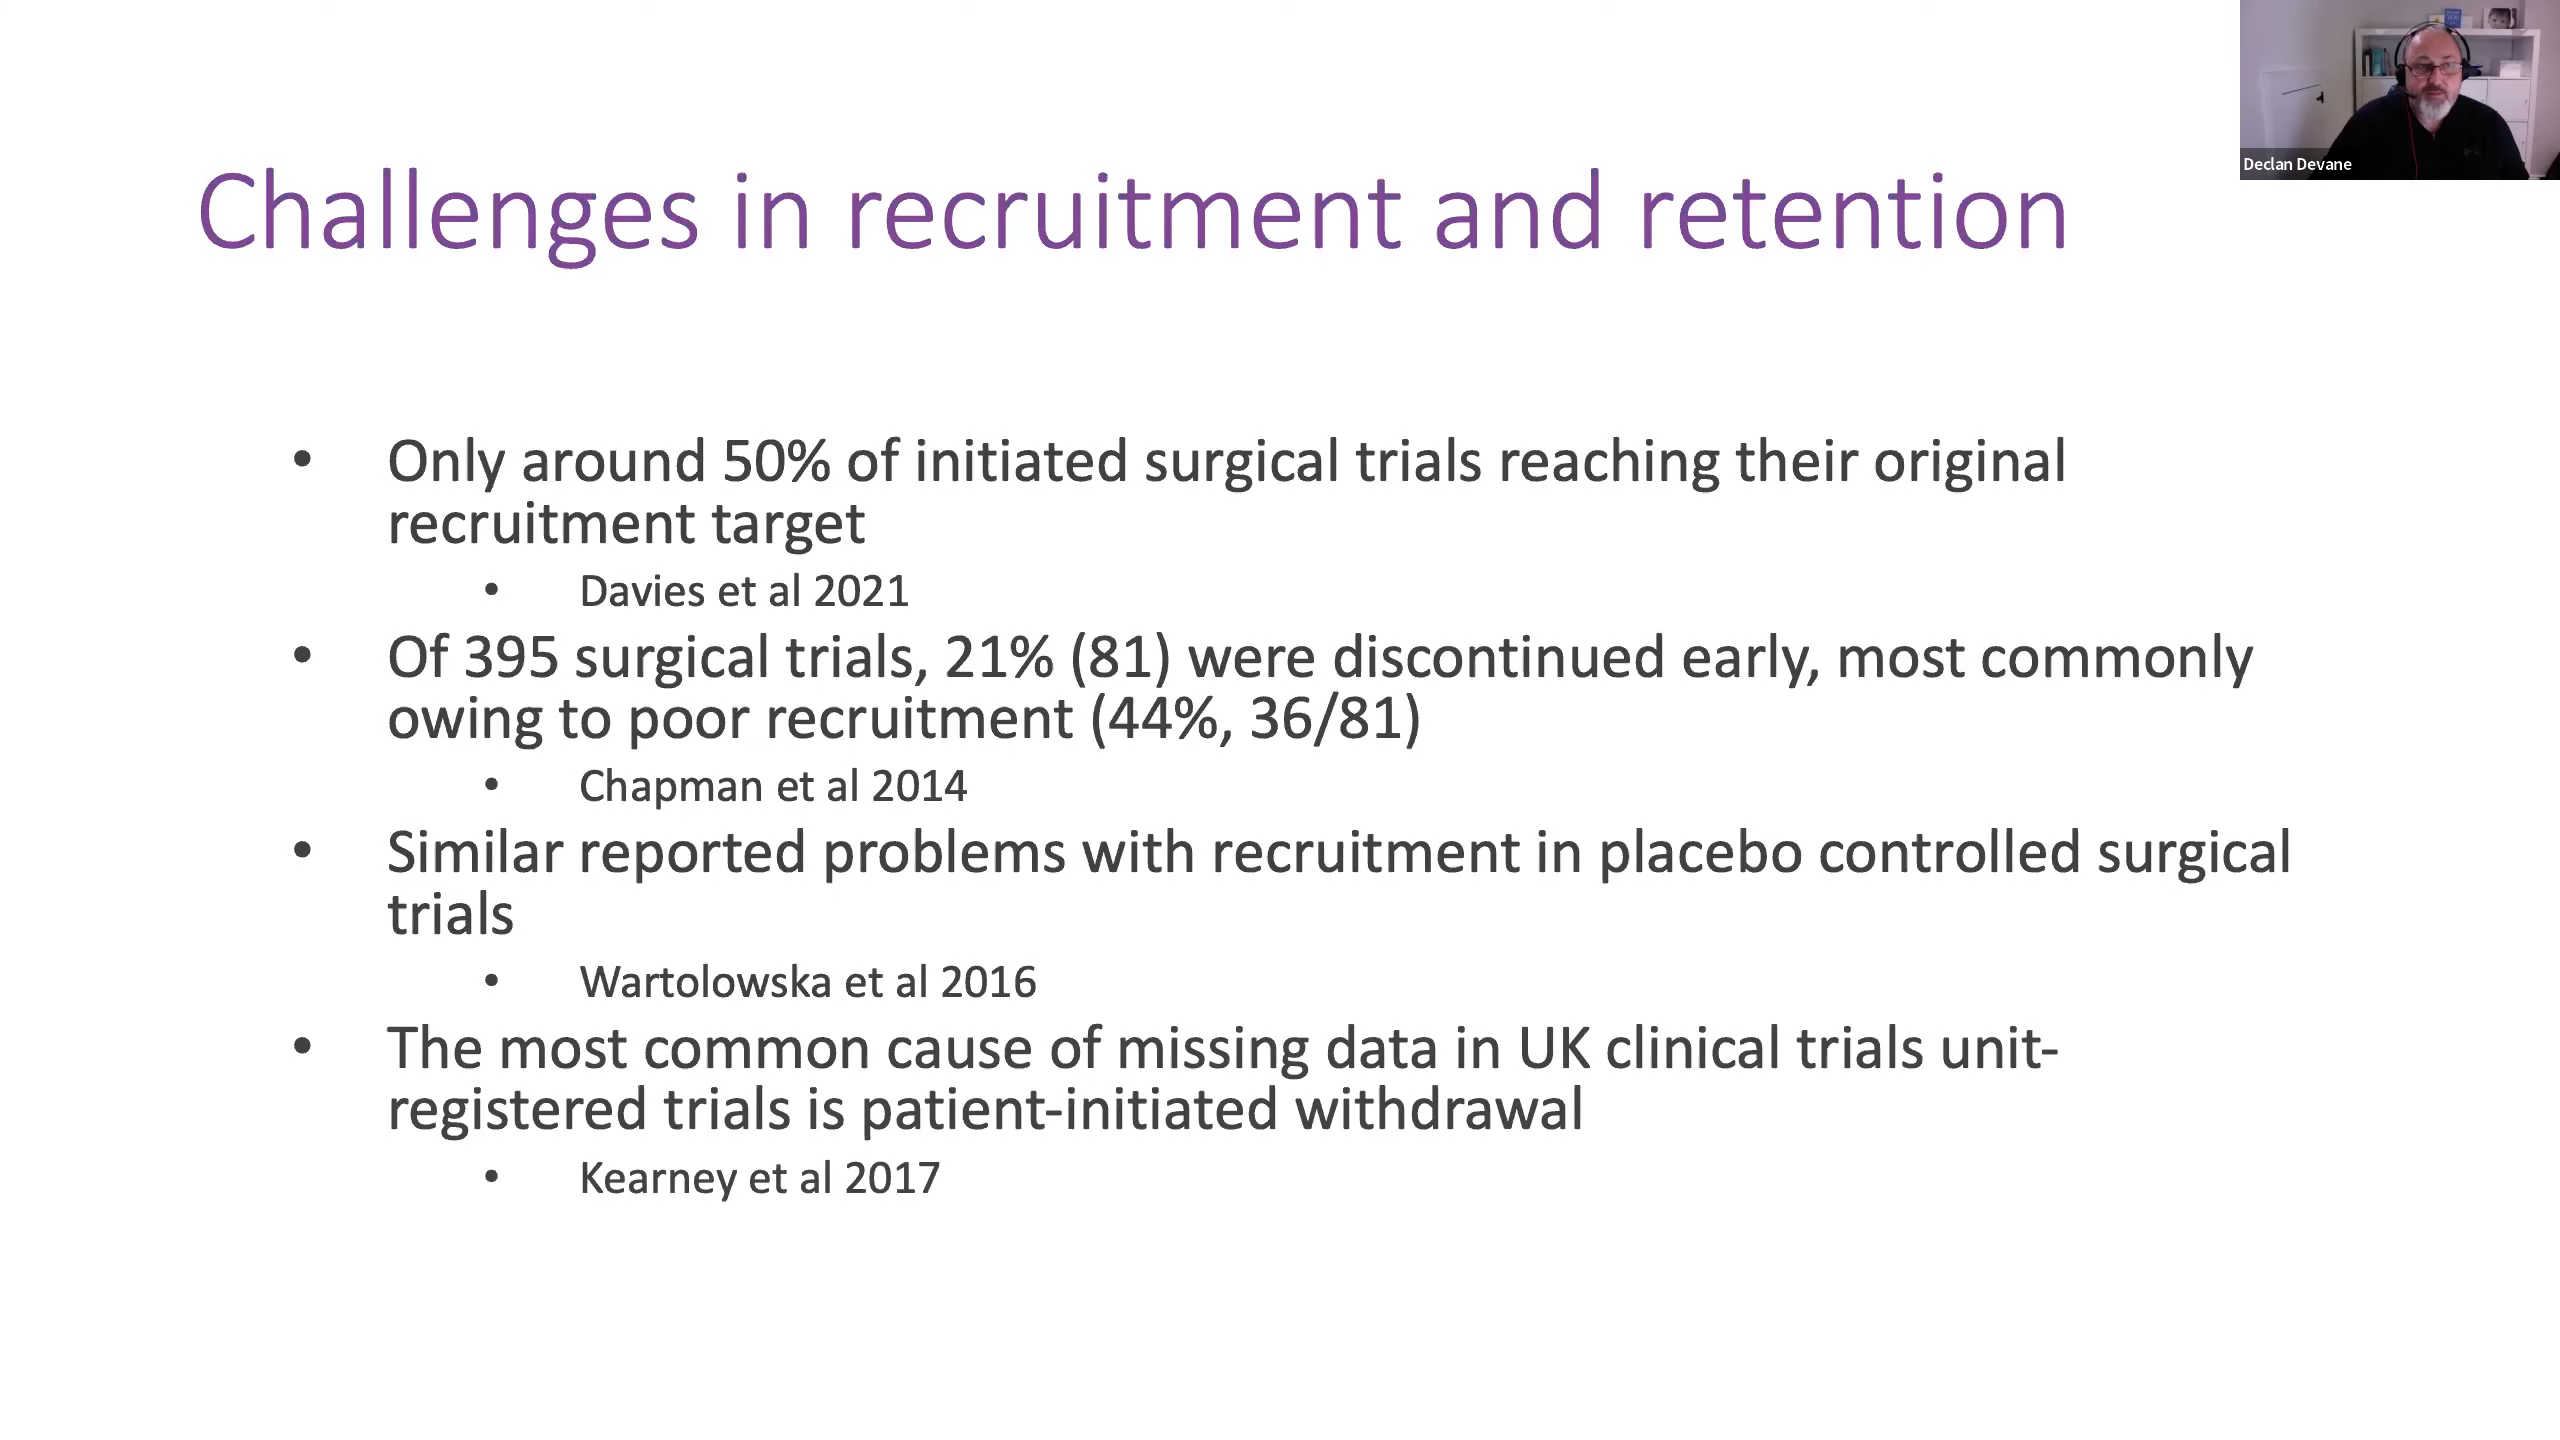 Declan Devane
Challenges in recruitment and retention
• Only around 50% of initiated surgical trials reaching their original
recruitment target
• Davies et al 2021
• Of 395 surgical trials, 21% (81) were discontinued early, most commonly
owing to poor recruitment (44%, 36/81)
• Chapman et al 2014
• Similar reported problems with recruitment in placebo controlled surgical
trials
• Wartolowska et al 2016
• The most common cause of missing data in UK clinical trials unit-
registered trials is patient-initiated withdrawal
• Kearney et al 2017